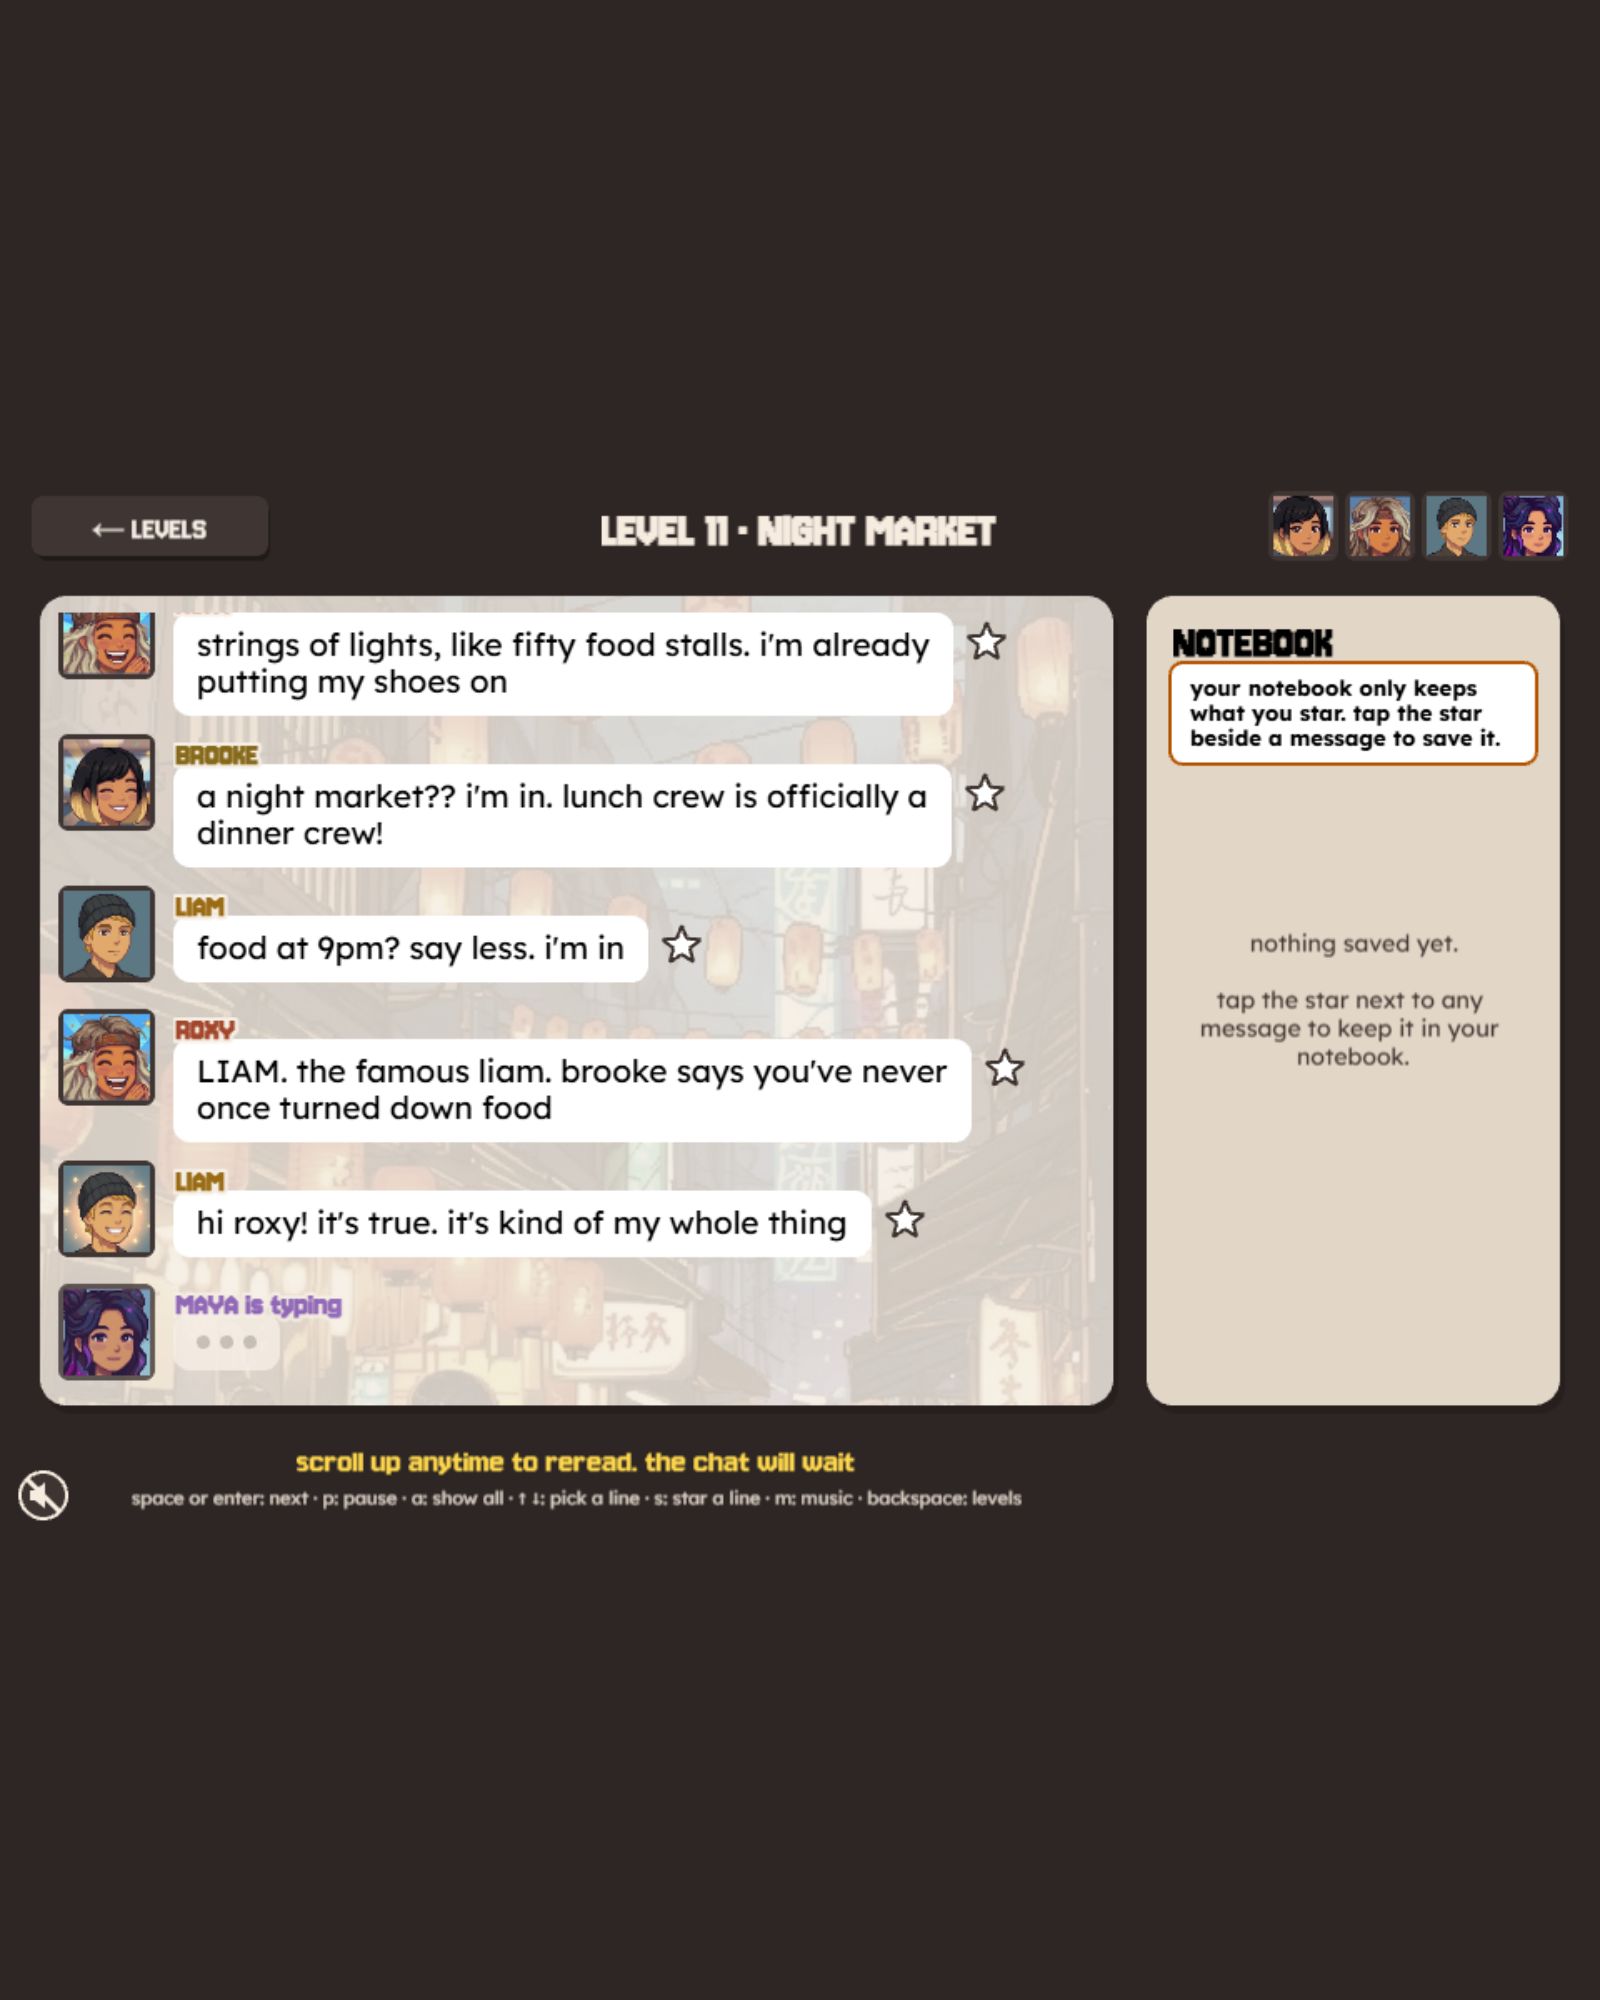 ← LEVELS
LEVEL 11 · NIGHT MARKET
strings of lights, like fifty food stalls. i'm already
putting my shoes on
BROOKE
a night market?? i'm in. lunch crew is officially a
dinner crew!
LIAM
food at 9pm? say less. i'm in
ROXY
LIAM. the famous liam. brooke says you've never
once turned down food
LIAM
hi roxy! it's true. it's kind of my whole thing
MAYA is typing
NOTEBOOK
your notebook only keeps
what you star. tap the star
beside a message to save it.
nothing saved yet.
tap the star next to any
message to keep it in your
notebook.
scroll up anytime to reread. the chat will wait
space or enter: next · p: pause · a: show all · ↑ ↓: pick a line · s: star a line · m: music · backspace: levels